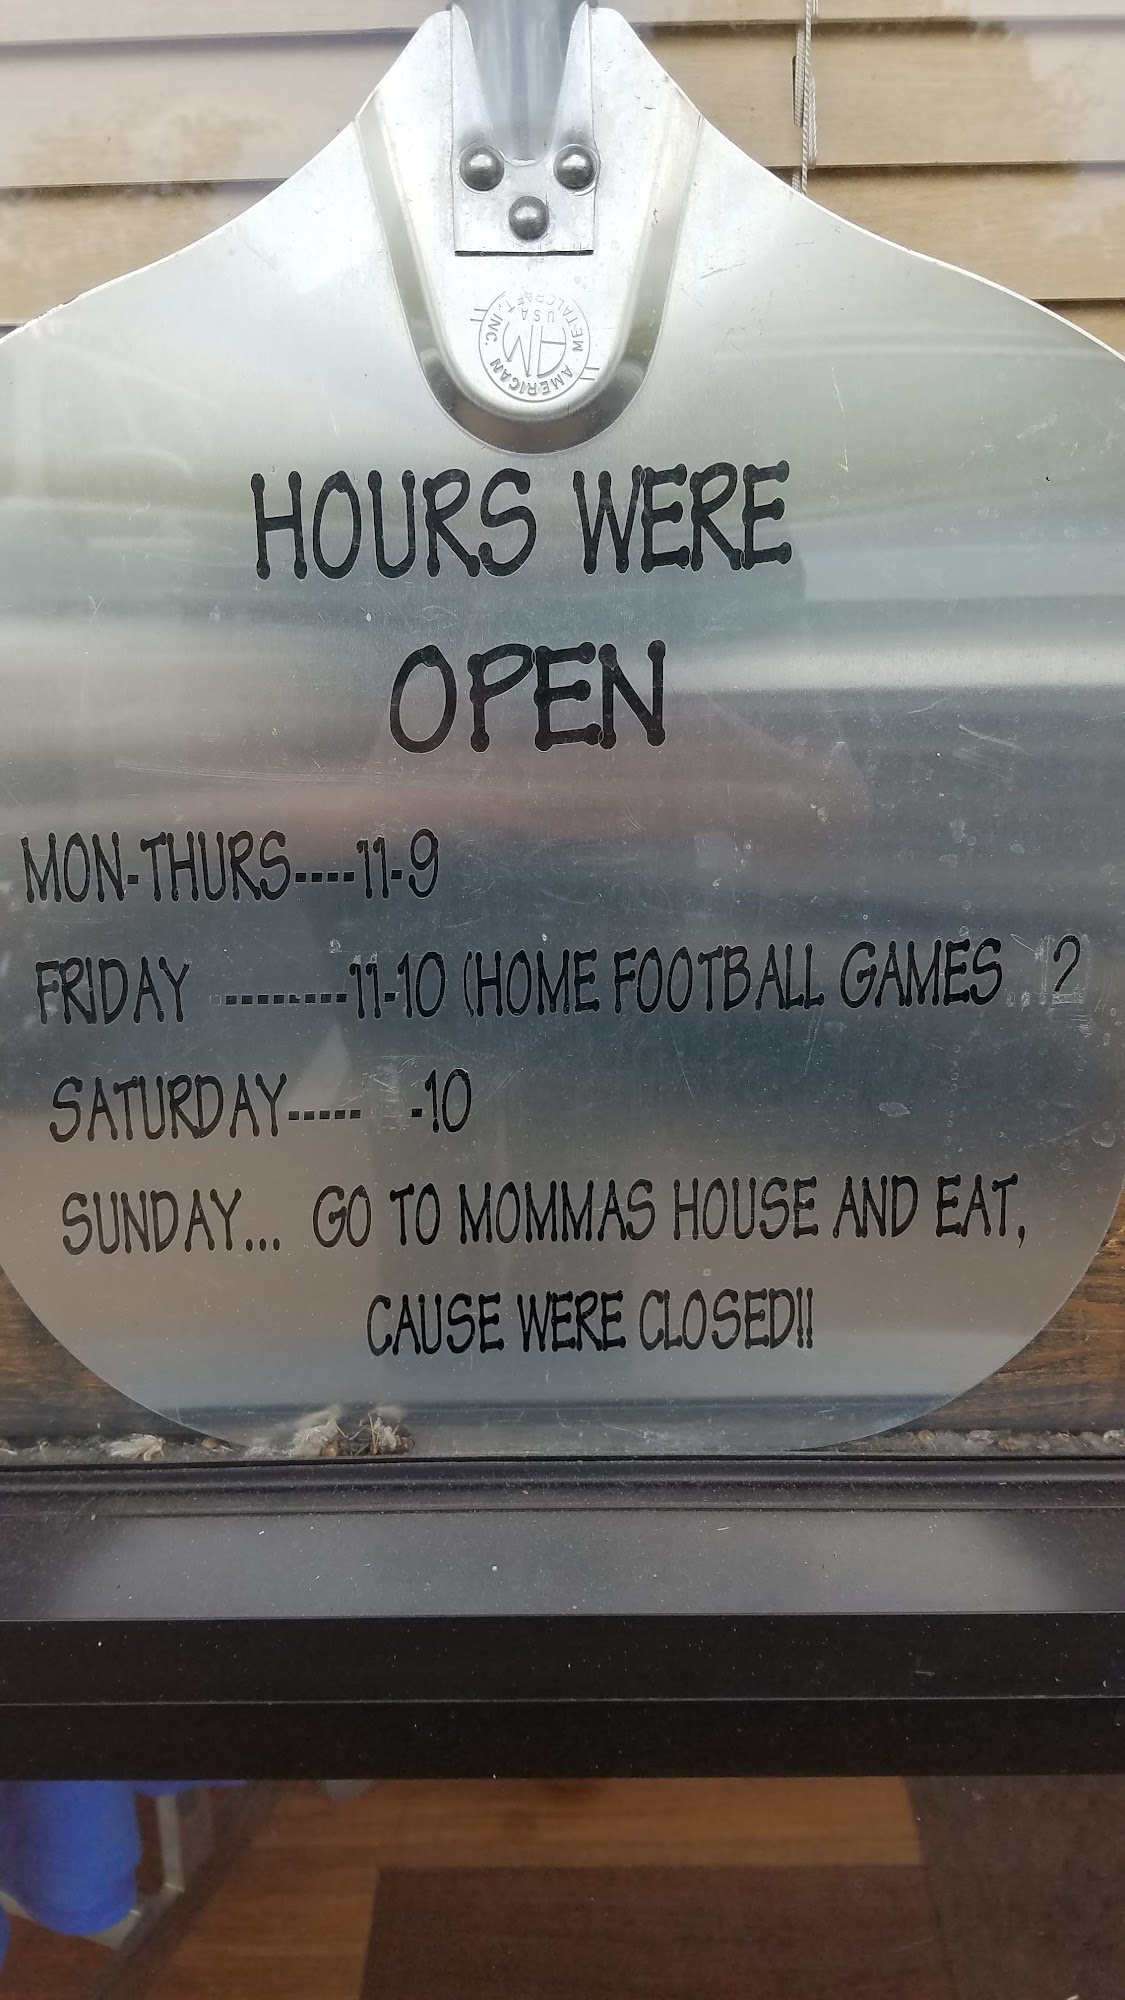 AMERICAN METALCRAFT, INC.
AM
USA
HOURS WERE
OPEN
MON-THURS----11-9
FRIDAY --------11-10 (HOME FOOTBALL GAMES ?
SATURDAY----- -10
SUNDAY... GO TO MOMMAS HOUSE AND EAT,
CAUSE WERE CLOSED!!